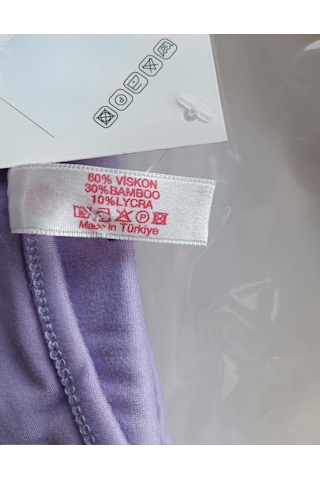 60% VİSKON
30%BAMBOO
10%LYCRA
Made in Türkiye